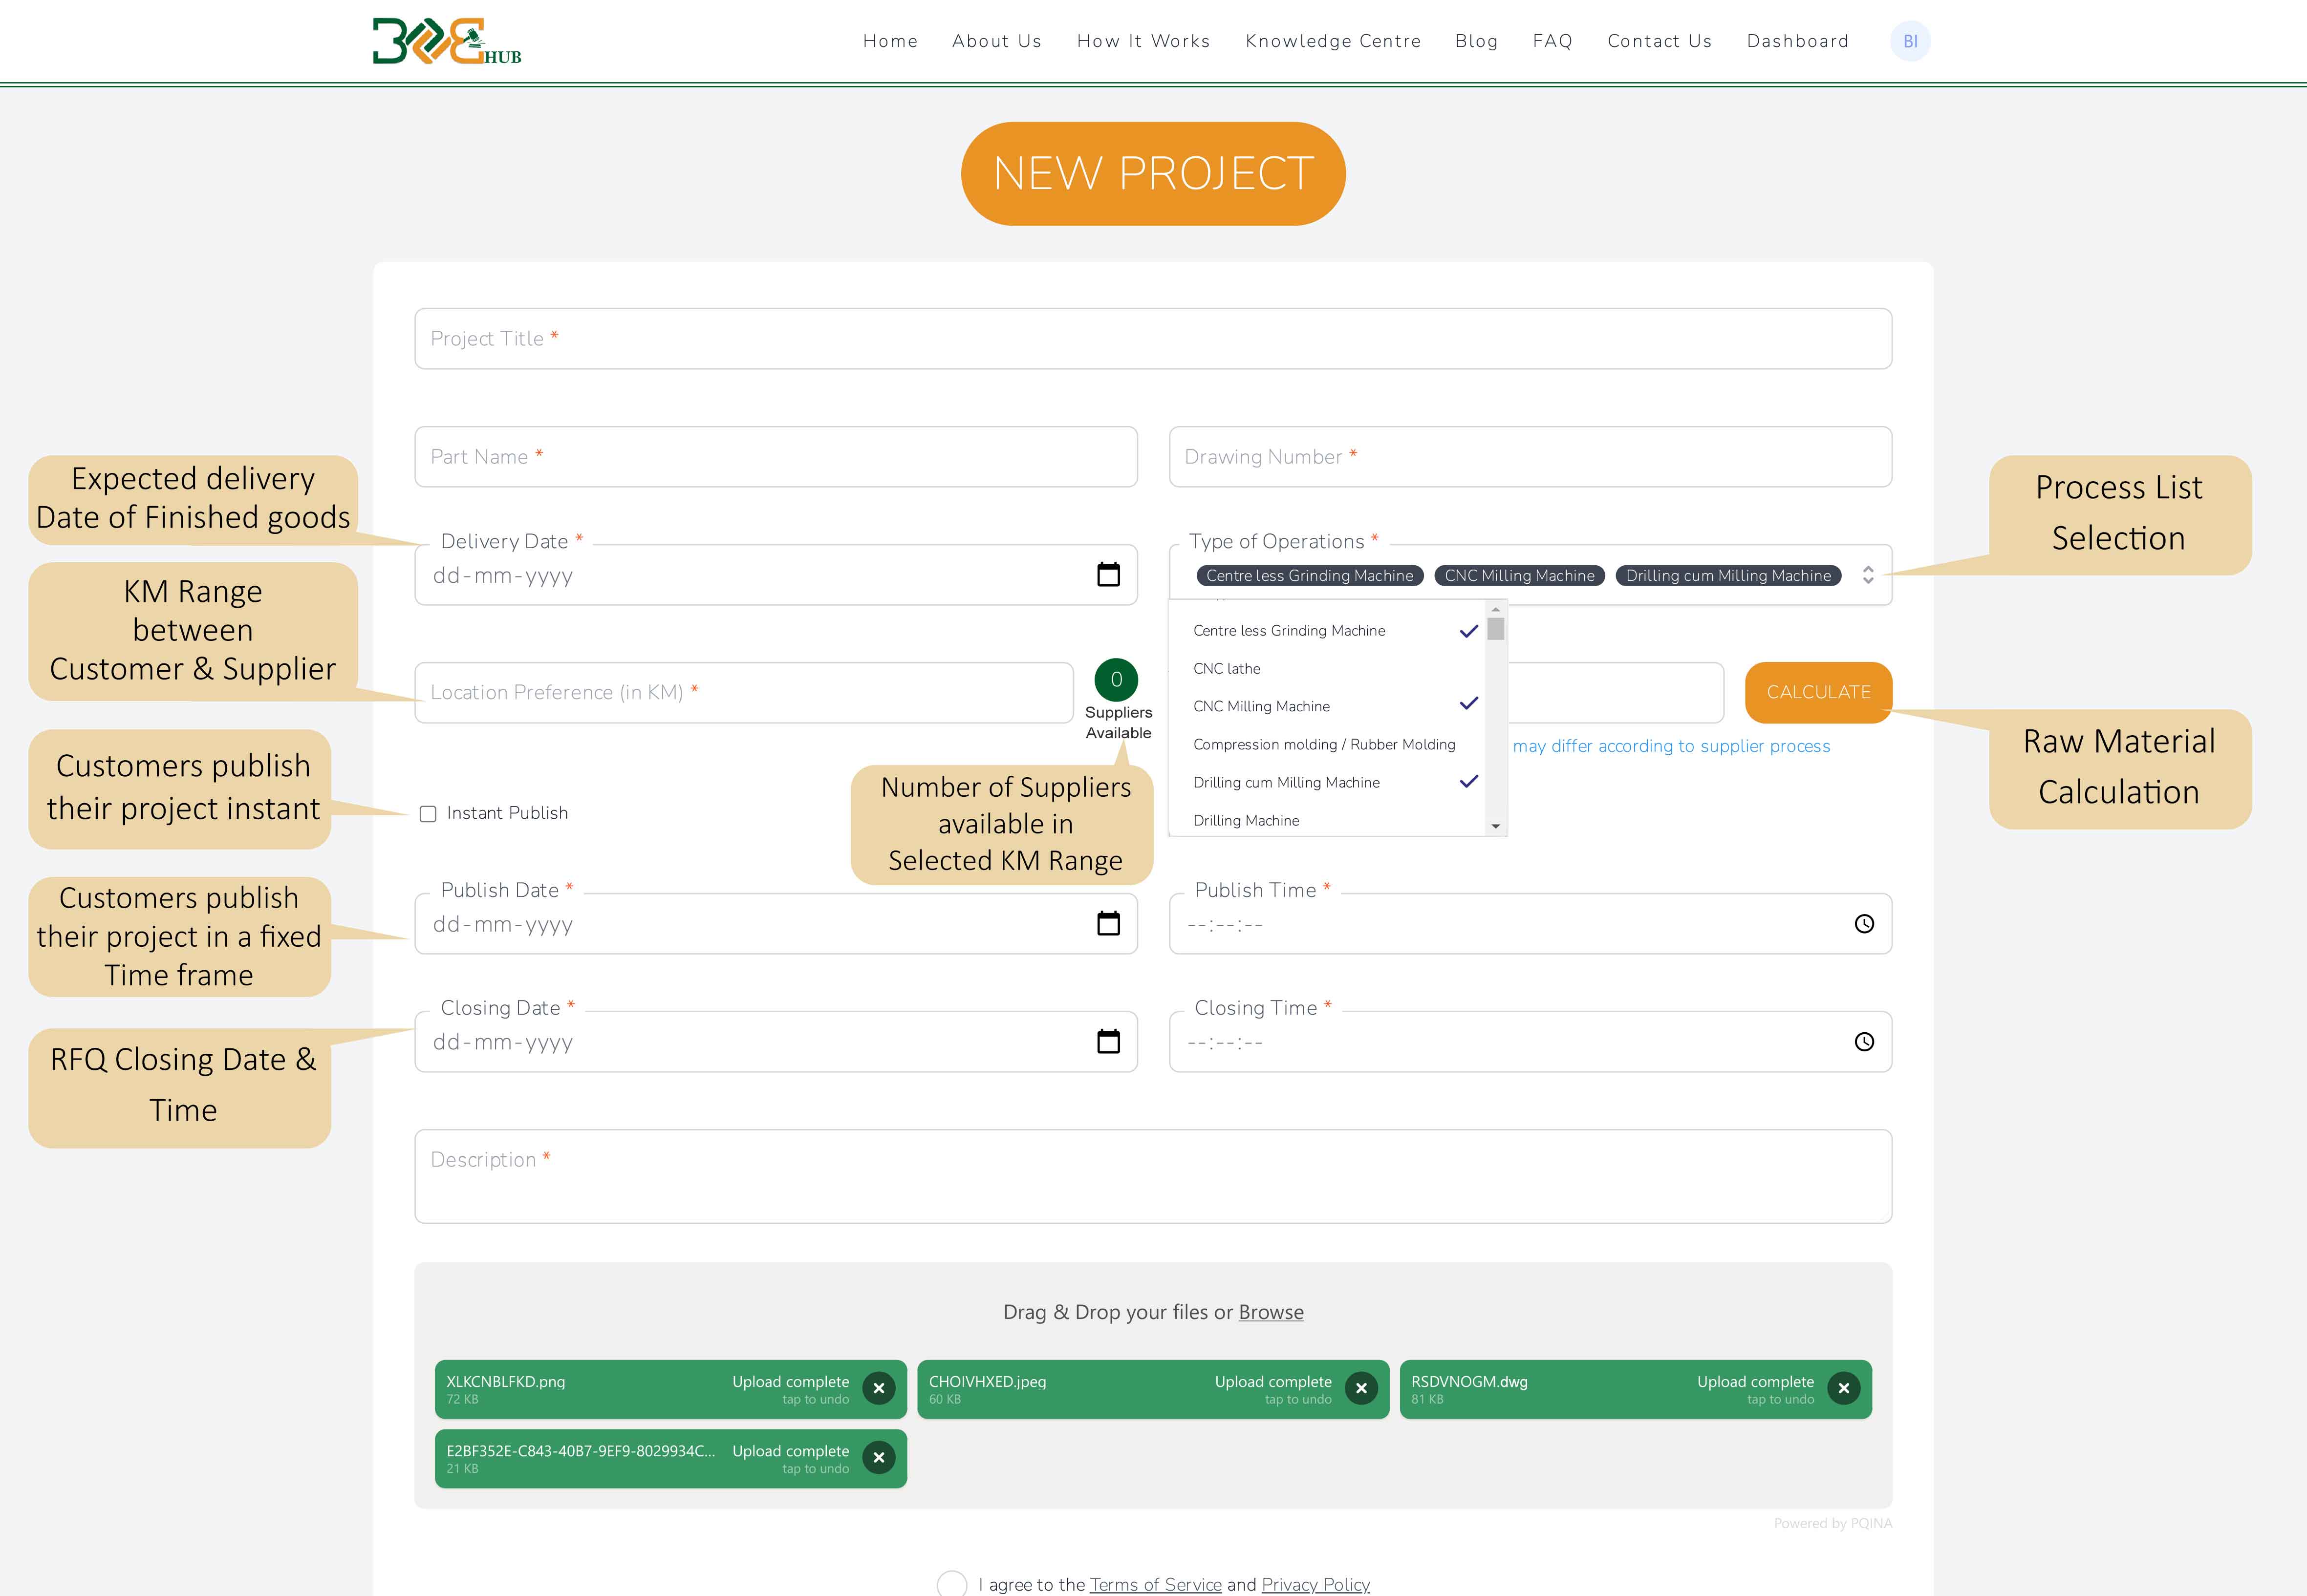 HUB
Home About Us How It Works Knowledge Centre Blog FAQ Contact Us Dashboard BI
NEW PROJECT
Project Title *
Part Name *
Drawing Number *
Expected delivery
Date of Finished goods
Process List
Selection
Delivery Date *
dd-mm-yyyy
Type of Operations *
Centre less Grinding Machine CNC Milling Machine Drilling cum Milling Machine
KM Range
between
Customer & Supplier
Centre less Grinding Machine
CNC lathe
CNC Milling Machine
Compression molding / Rubber Molding
Drilling cum Milling Machine
Drilling Machine
Location Preference (in KM) *
0
Suppliers
Available
CALCULATE
may differ according to supplier process
Raw Material
Calculation
Customers publish
their project instant
Instant Publish
Number of Suppliers
available in
Selected KM Range
Customers publish
their project in a fixed
Time frame
Publish Date *
dd-mm-yyyy
Publish Time *
--:--:--
RFQ Closing Date &
Time
Closing Date *
dd-mm-yyyy
Closing Time *
--:--:--
Description *
Drag & Drop your files or Browse
XLKCNBLFKD.png Upload complete
72 KB tap to undo
CHOIVHXED.jpeg Upload complete
60 KB tap to undo
RSDVNOGM.dwg Upload complete
81 KB tap to undo
E2BF352E-C843-40B7-9EF9-8029934C... Upload complete
21 KB tap to undo
Powered by PQINA
I agree to the Terms of Service and Privacy Policy